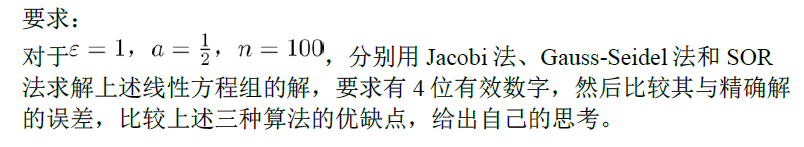 要求：
对于ε = 1，a = 1/2，n = 100，分别用 Jacobi 法、Gauss-Seidel 法和 SOR
法求解上述线性方程组的解，要求有 4 位有效数字，然后比较其与精确解
的误差，比较上述三种算法的优缺点，给出自己的思考。